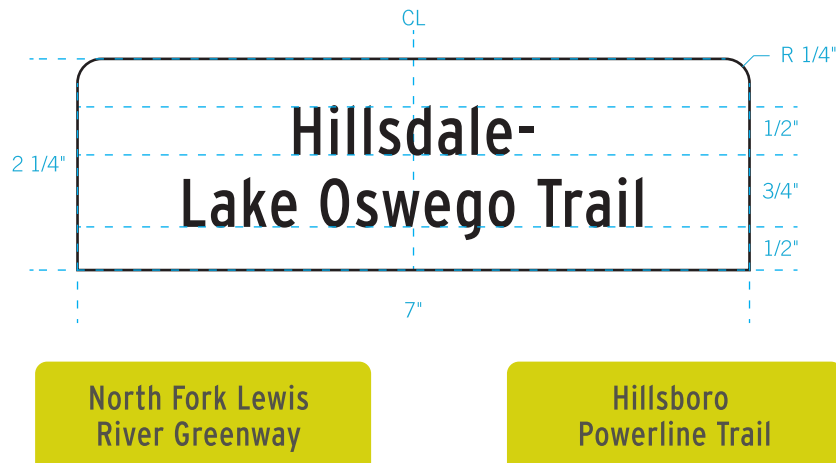 CL
R 1/4"
Hillsdale-
1/2"
2 1/4"
Lake Oswego Trail
3/4"
1/2"
7"
North Fork Lewis
River Greenway
Hillsboro
Powerline Trail